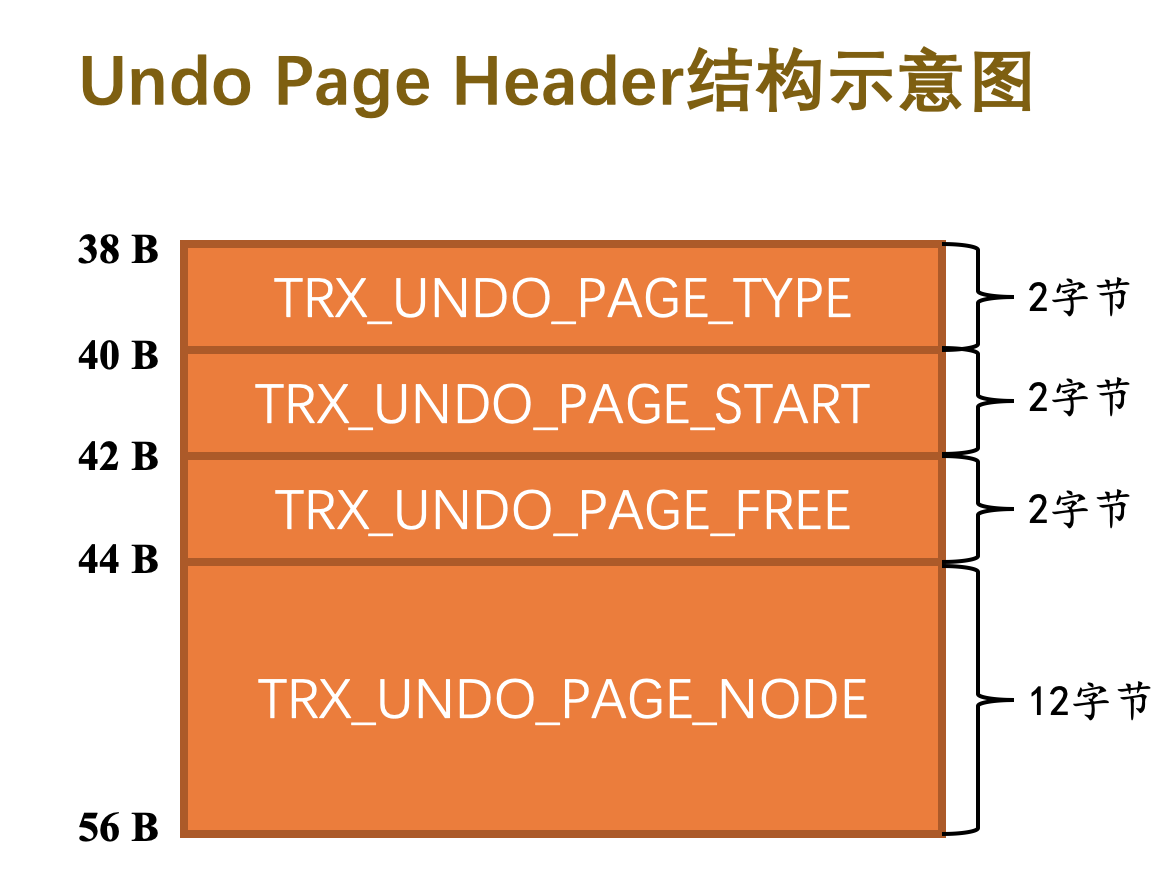 Undo Page Header结构示意图
38 B
TRX_UNDO_PAGE_TYPE
2字节
40 B
TRX_UNDO_PAGE_START
2字节
42 B
TRX_UNDO_PAGE_FREE
2字节
44 B
TRX_UNDO_PAGE_NODE
12字节
56 B